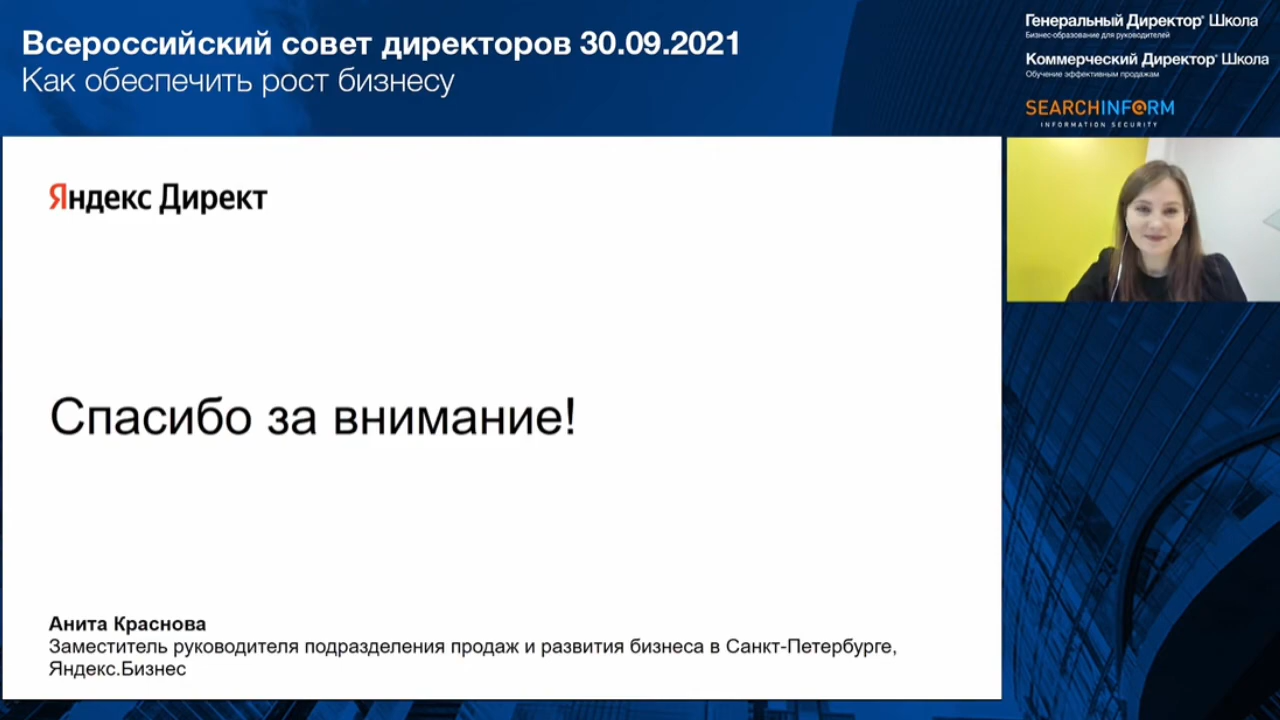 Всероссийский совет директоров 30.09.2021
Как обеспечить рост бизнесу
Генеральный Директор® Школа
Бизнес-образование для руководителей
Коммерческий Директор® Школа
Обучение эффективным продажам
SEARCHINF@RM
INFORMATION SECURITY
Яндекс Директ
Спасибо за внимание!
Анита Краснова
Заместитель руководителя подразделения продаж и развития бизнеса в Санкт-Петербурге,
Яндекс.Бизнес